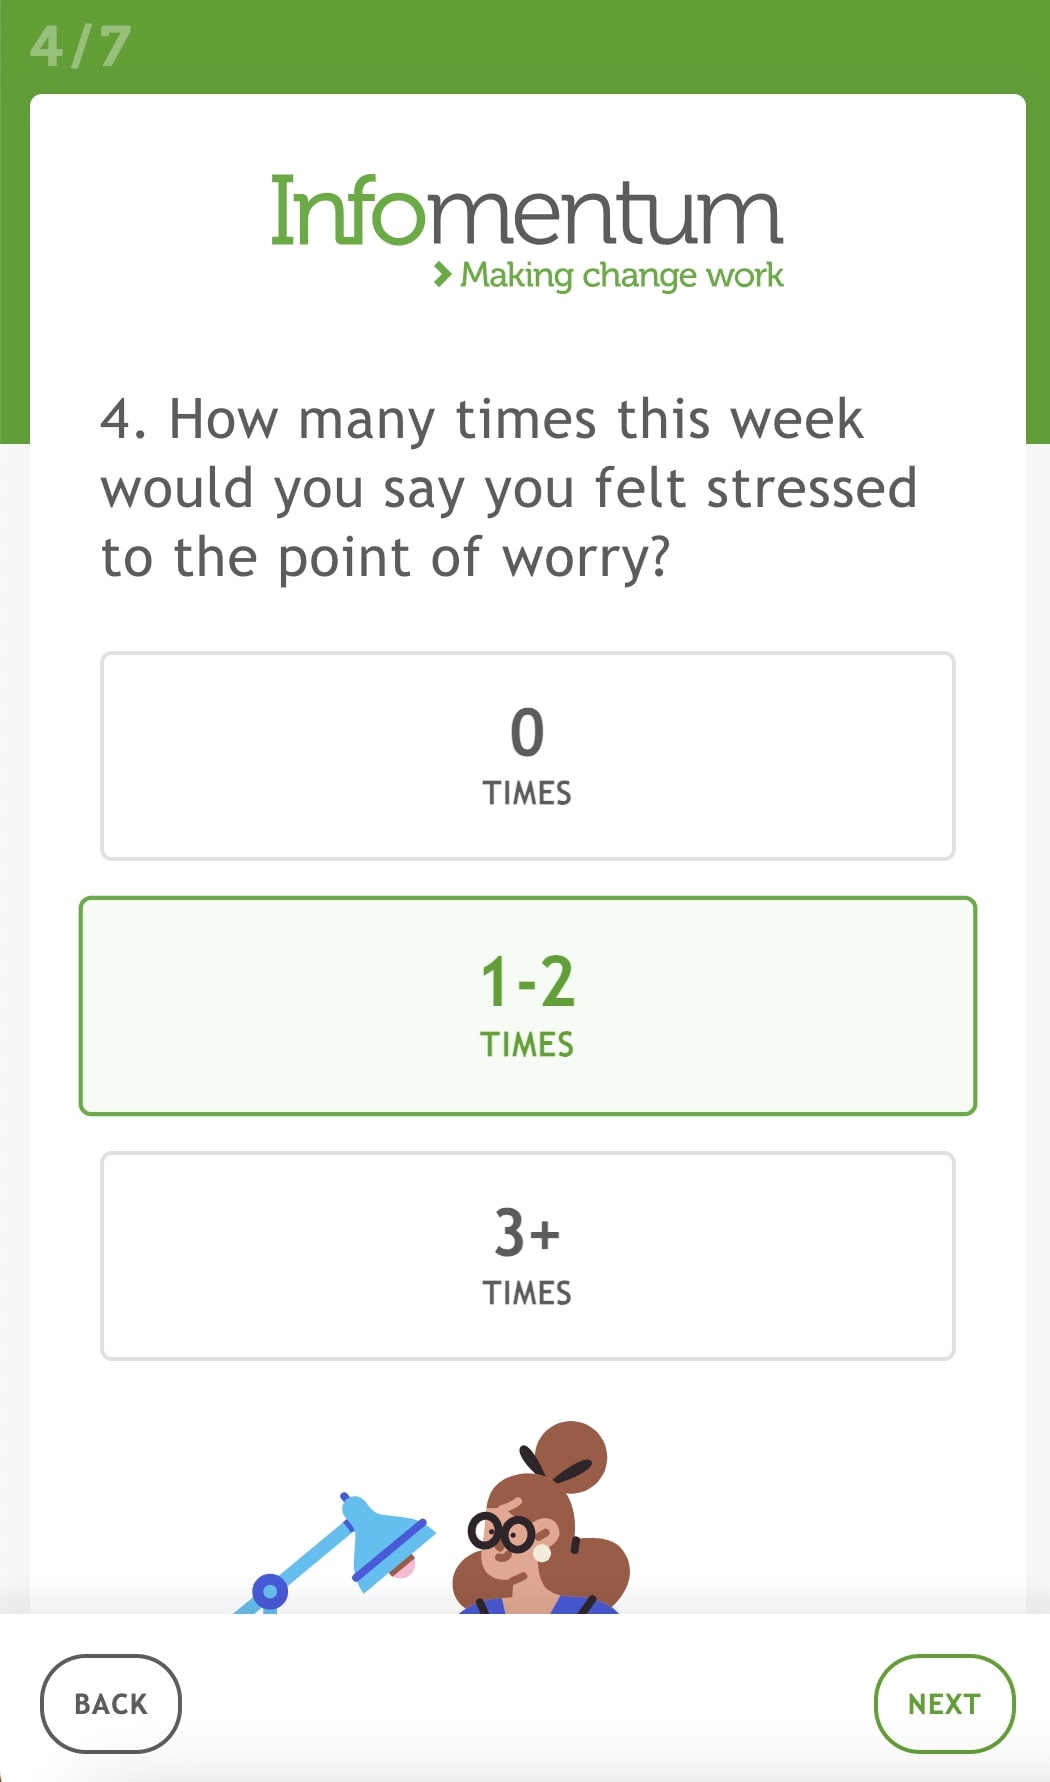 4/7
Infomentum
Making change work
4. How many times this week
would you say you felt stressed
to the point of worry?
0
TIMES
1-2
TIMES
3+
TIMES
BACK
NEXT